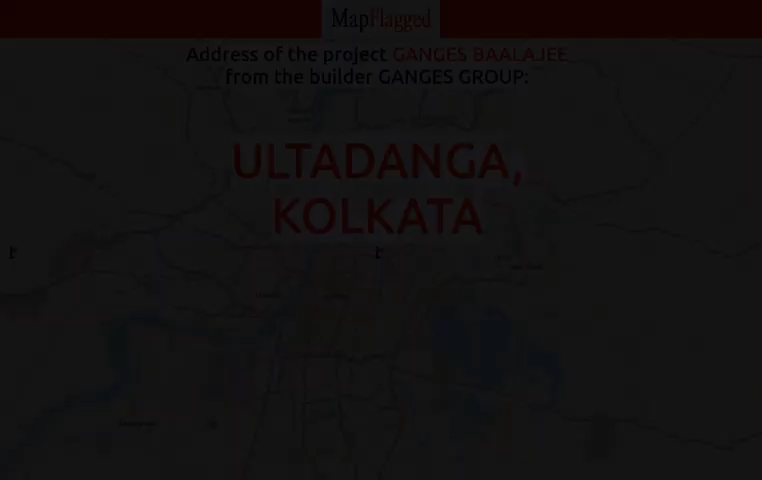 MapFlagged
Address of the project GANGES BAALAJEE
from the builder GANGES GROUP:
ULTADANGA,
KOLKATA